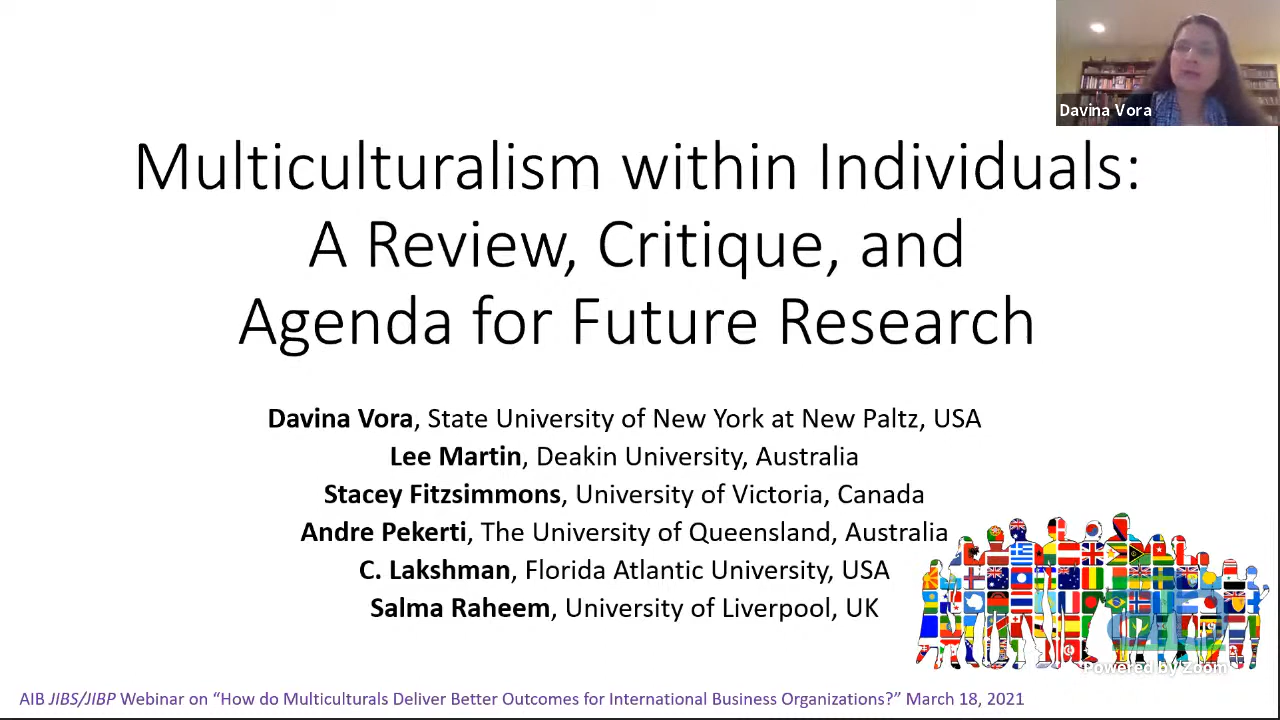 Davina Vora
Multiculturalism within Individuals:
A Review, Critique, and
Agenda for Future Research
Davina Vora, State University of New York at New Paltz, USA
Lee Martin, Deakin University, Australia
Stacey Fitzsimmons, University of Victoria, Canada
Andre Pekerti, The University of Queensland, Australia
C. Lakshman, Florida Atlantic University, USA
Salma Raheem, University of Liverpool, UK
Powered by Zoom
AIB JIBS/JIBP Webinar on “How do Multiculturals Deliver Better Outcomes for International Business Organizations?” March 18, 2021